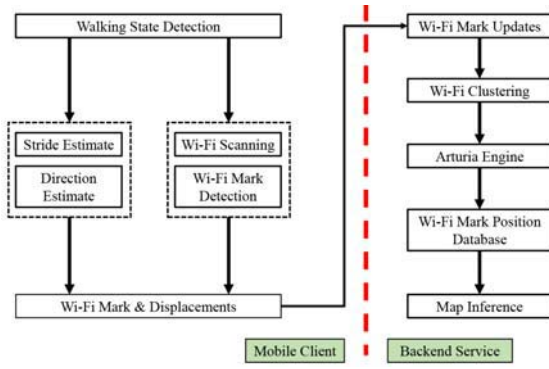 Walking State Detection
Stride Estimate
Direction
Estimate
Wi-Fi Scanning
Wi-Fi Mark
Detection
Wi-Fi Mark & Displacements
Mobile Client
Wi-Fi Mark Updates
Wi-Fi Clustering
Arturia Engine
Wi-Fi Mark Position
Database
Map Inference
Backend Service